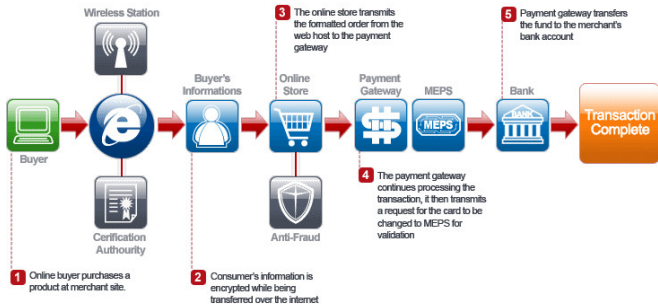 Wireless Station
3 The online store transmits
the formatted order from the
web host to the payment
gateway
5 Payment gateway transfers
the fund to the merchant's
bank account
Buyer's
Informations
Online
Store
Payment
Gateway
MEPS
Bank
e
MEPS
BANK
Transaction
Complete
Buyer
Cerification
Authourity
Anti-Fraud
4 The payment gateway
continues processing the
transaction, it then transmits
a request for the card to be
changed to MEPS for
validation
1 Online buyer purchases a
product at merchant site.
2 Consumer's information is
encrypted while being
transferred over the internet